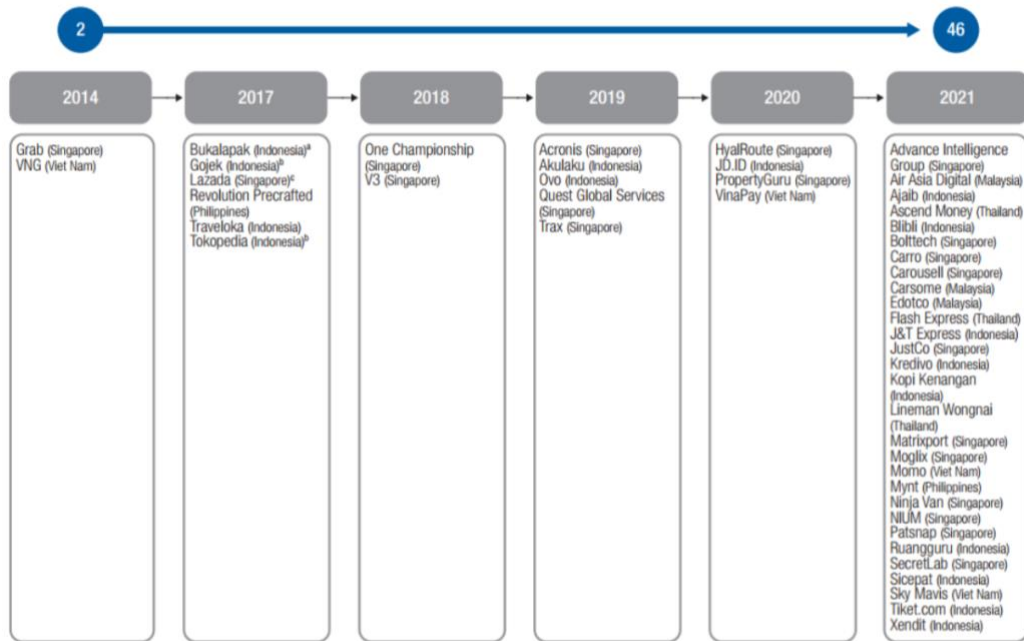 2
46
2014
2017
2018
2019
2020
2021
Grab (Singapore)
VNG (Viet Nam)
Bukalapak (Indonesia)ᵃ
Gojek (Indonesia)ᵇ
Lazada (Singapore)ᶜ
Revolution Precrafted
(Philippines)
Traveloka (Indonesia)
Tokopedia (Indonesia)ᵇ
One Championship
(Singapore)
V3 (Singapore)
Acronis (Singapore)
Akulaku (Indonesia)
Ovo (Indonesia)
Quest Global Services
(Singapore)
Trax (Singapore)
HyalRoute (Singapore)
JD.ID (Indonesia)
PropertyGuru (Singapore)
VinaPay (Viet Nam)
Advance Intelligence
Group (Singapore)
Air Asia Digital (Malaysia)
Ajaib (Indonesia)
Ascend Money (Thailand)
Blibli (Indonesia)
Bolttech (Singapore)
Carro (Singapore)
Carousell (Singapore)
Carsome (Malaysia)
Edotco (Malaysia)
Flash Express (Thailand)
J&T Express (Indonesia)
JustCo (Singapore)
Kredivo (Indonesia)
Kopi Kenangan
(Indonesia)
Lineman Wongnai
(Thailand)
Matrixport (Singapore)
Moglix (Singapore)
Momo (Viet Nam)
Mynt (Philippines)
Ninja Van (Singapore)
NIUM (Singapore)
Patsnap (Singapore)
Ruangguru (Indonesia)
SecretLab (Singapore)
Sicepat (Indonesia)
Sky Mavis (Viet Nam)
Tiket.com (Indonesia)
Xendit (Indonesia)